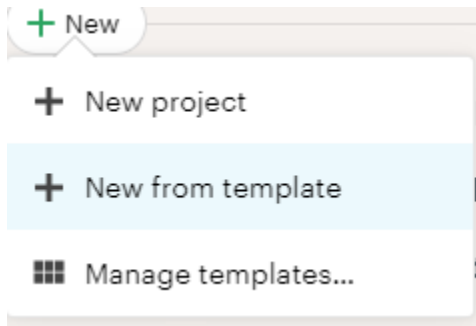 New
New project
New from template
Manage templates...